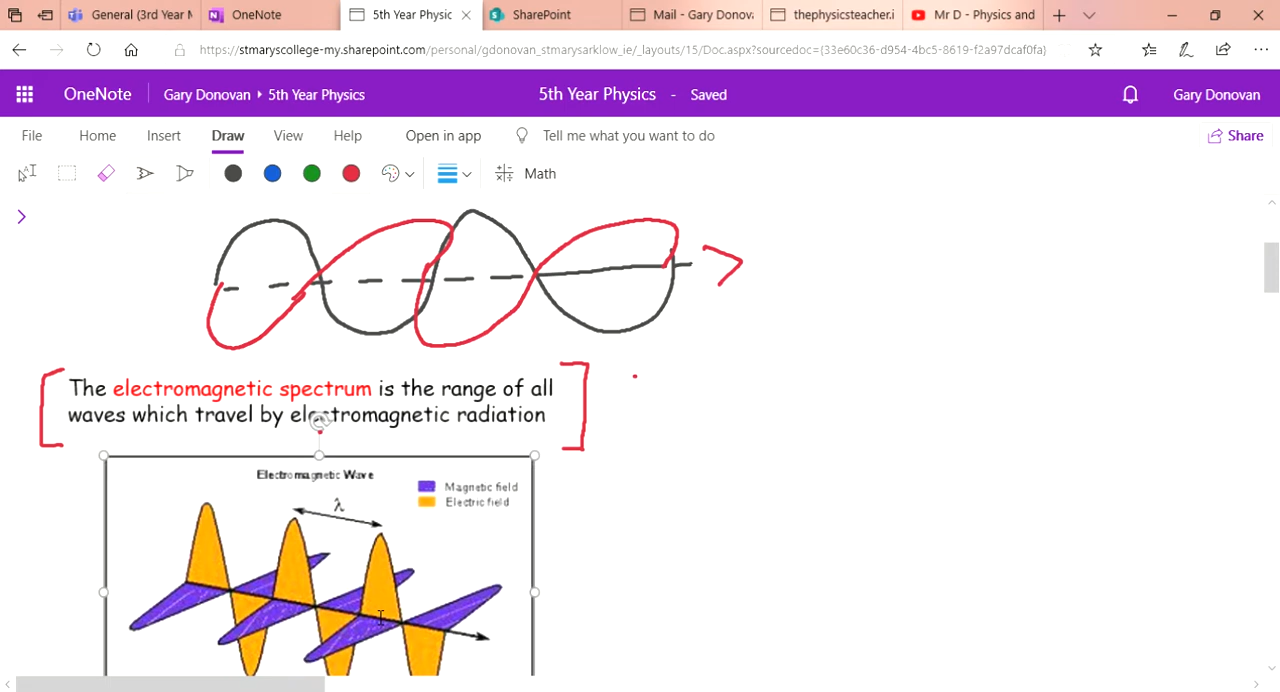 General (3rd Year M
OneNote
5th Year Physic
SharePoint
Mail - Gary Donova
thephysicsteacher.i
Mr D - Physics and
https://stmaryscollege-my.sharepoint.com/personal/gdonovan_stmarysarklow_ie/_layouts/15/Doc.aspx?sourcedoc={33e60c36-d954-4bc5-8619-f2a97dcaf0fa}
OneNote
Gary Donovan ▸ 5th Year Physics
5th Year Physics - Saved
Gary Donovan
File
Home
Insert
Draw
View
Help
Open in app
Tell me what you want to do
Share
Math
The electromagnetic spectrum is the range of all
waves which travel by electromagnetic radiation
Electromagnetic Wave
Magnetic field
Electric field
λ